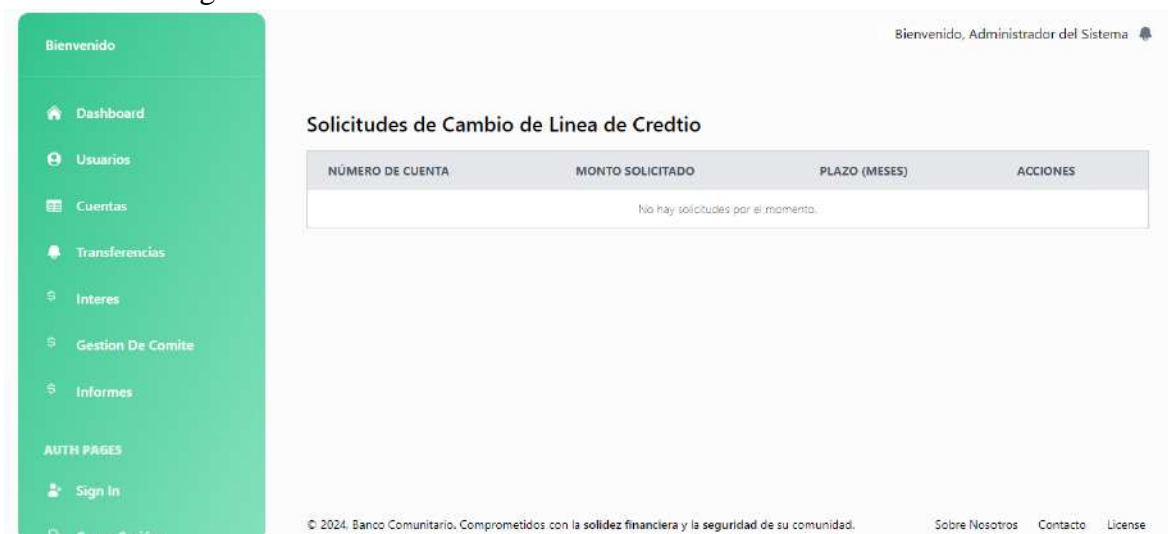 Bienvenido
Bienvenido, Administrador del Sistema
Dashboard
Usuarios
Cuentas
Transferencias
Interes
Gestion De Comite
Informes
AUTH PAGES
Sign In
Solicitudes de Cambio de Linea de Credtio
NÚMERO DE CUENTA MONTO SOLICITADO PLAZO (MESES) ACCIONES
No hay solicitudes por el momento.
© 2024, Banco Comunitario. Comprometidos con la solidez financiera y la seguridad de su comunidad. Sobre Nosotros Contacto License